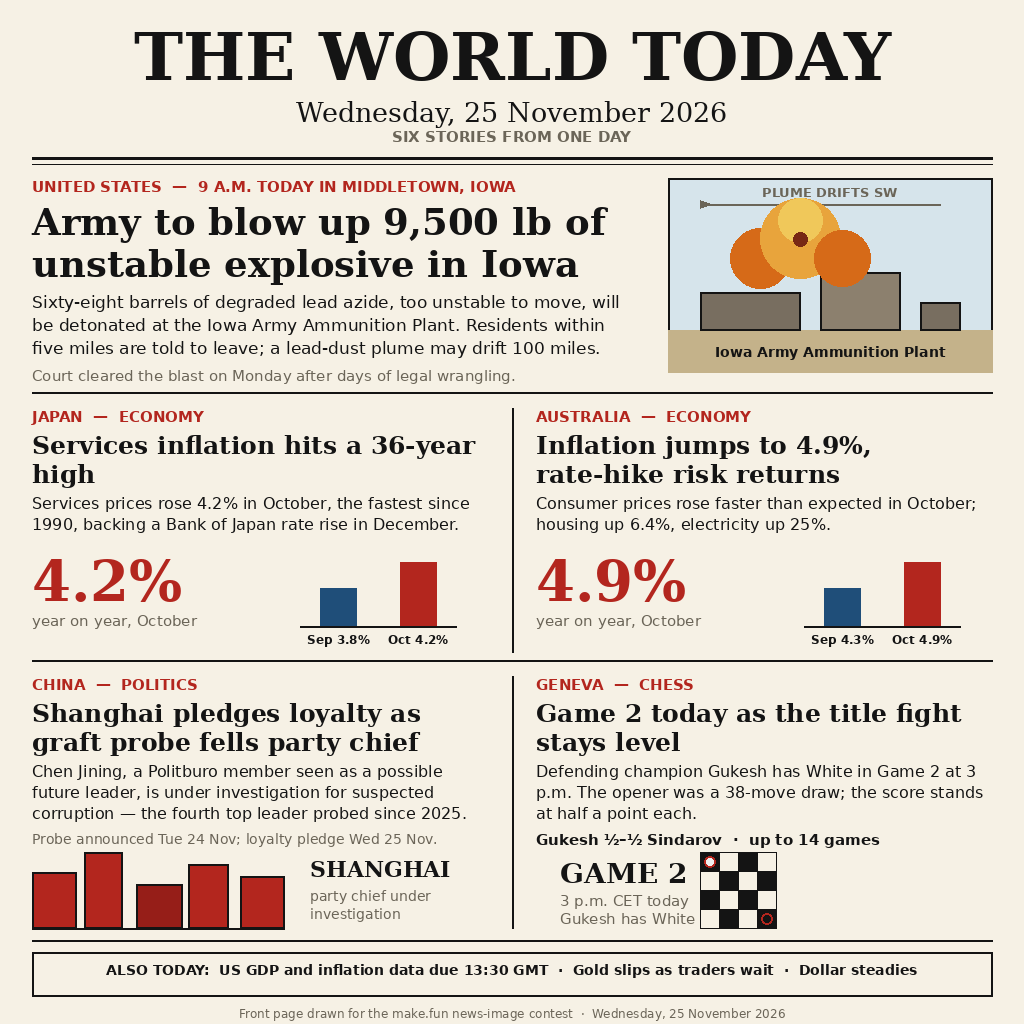 THE WORLD TODAY
Wednesday, 25 November 2026
SIX STORIES FROM ONE DAY
UNITED STATES — 9 A.M. TODAY IN MIDDLETOWN, IOWA
Army to blow up 9,500 lb of
unstable explosive in Iowa
Sixty-eight barrels of degraded lead azide, too unstable to move, will
be detonated at the Iowa Army Ammunition Plant. Residents within
five miles are told to leave; a lead-dust plume may drift 100 miles.
Court cleared the blast on Monday after days of legal wrangling.
PLUME DRIFTS SW
Iowa Army Ammunition Plant
JAPAN — ECONOMY
Services inflation hits a 36-year
high
Services prices rose 4.2% in October, the fastest since
1990, backing a Bank of Japan rate rise in December.
4.2%
year on year, October
Sep 3.8% Oct 4.2%
AUSTRALIA — ECONOMY
Inflation jumps to 4.9%,
rate-hike risk returns
Consumer prices rose faster than expected in October;
housing up 6.4%, electricity up 25%.
4.9%
year on year, October
Sep 4.3% Oct 4.9%
CHINA — POLITICS
Shanghai pledges loyalty as
graft probe fells party chief
Chen Jining, a Politburo member seen as a possible
future leader, is under investigation for suspected
corruption — the fourth top leader probed since 2025.
Probe announced Tue 24 Nov; loyalty pledge Wed 25 Nov.
SHANGHAI
party chief under
investigation
GENEVA — CHESS
Game 2 today as the title fight
stays level
Defending champion Gukesh has White in Game 2 at 3
p.m. The opener was a 38-move draw; the score stands
at half a point each.
Gukesh ½–½ Sindarov · up to 14 games
GAME 2
3 p.m. CET today
Gukesh has White
ALSO TODAY: US GDP and inflation data due 13:30 GMT · Gold slips as traders wait · Dollar steadies
Front page drawn for the make.fun news-image contest · Wednesday, 25 November 2026